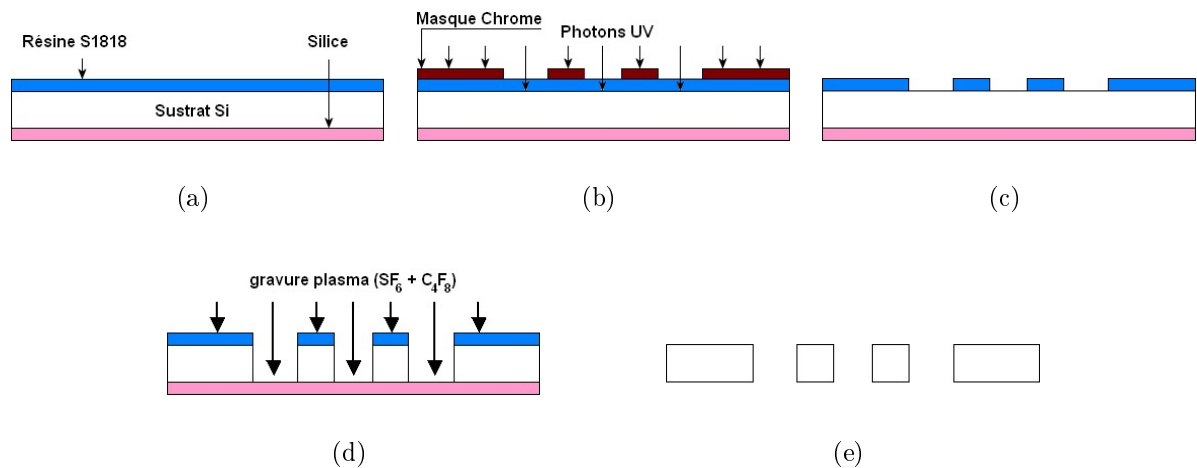 Résine S1818
Silice
Sustrat Si
(a)
Masque Chrome
Photons UV
(b)
(c)
gravure plasma (SF6 + C4F8)
(d)
(e)